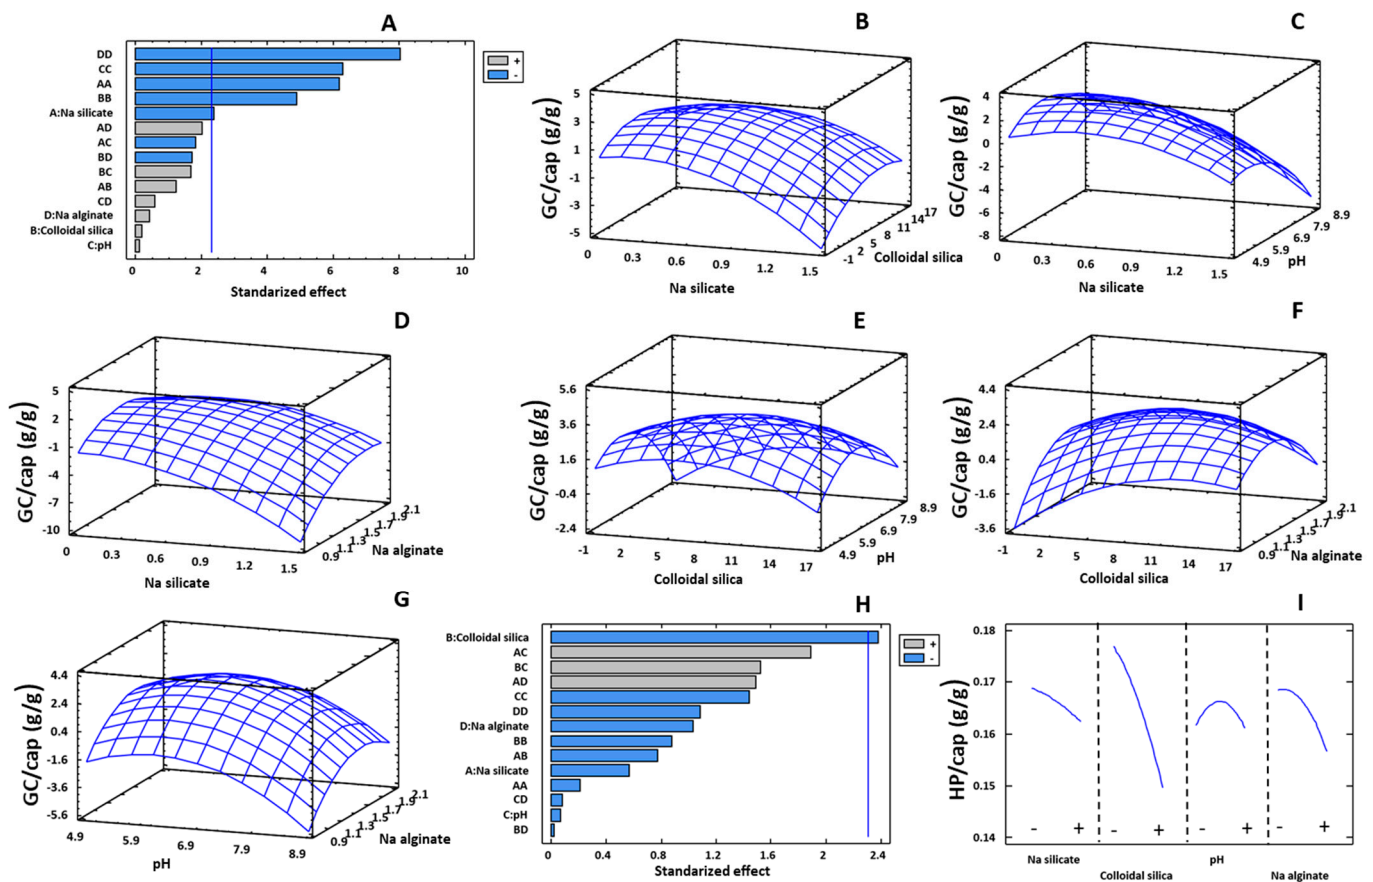 A
DD
CC
AA
BB
A:Na silicate
AD
AC
BD
BC
AB
CD
D:Na alginate
B:Colloidal silica
C:pH
0 2 4 6 8 10
Standarized effect
+
-
B
GC/cap (g/g)
5
3
1
-1
-3
-5
0 0.3 0.6 0.9 1.2 1.5
Na silicate
-1 2 5 8 11 14 17
Colloidal silica
C
GC/cap (g/g)
4
2
0
-2
-4
-6
-8
0 0.3 0.6 0.9 1.2 1.5
Na silicate
4.9 5.9 6.9 7.9 8.9
pH
D
GC/cap (g/g)
5
2
-1
-4
-7
-10
0 0.3 0.6 0.9 1.2 1.5
Na silicate
0.9 1.1 1.3 1.5 1.7 1.9 2.1
Na alginate
E
GC/cap (g/g)
5.6
3.6
1.6
-0.4
-2.4
-1 2 5 8 11 14 17
Colloidal silica
4.9 5.9 6.9 7.9 8.9
pH
F
GC/cap (g/g)
4.4
2.4
0.4
-1.6
-3.6
-1 2 5 8 11 14 17
Colloidal silica
0.9 1.1 1.3 1.5 1.7 1.9 2.1
Na alginate
G
GC/cap (g/g)
4.4
2.4
0.4
-1.6
-3.6
-5.6
4.9 5.9 6.9 7.9 8.9
pH
0.9 1.1 1.3 1.5 1.7 1.9 2.1
Na alginate
H
B:Colloidal silica
AC
BC
AD
CC
DD
D:Na alginate
BB
AB
A:Na silicate
AA
CD
C:pH
BD
0 0.4 0.8 1.2 1.6 2 2.4
Standarized effect
+
-
I
HP/cap (g/g)
0.18
0.17
0.16
0.15
0.14
- + - + - + - +
Na silicate
Colloidal silica
pH
Na alginate